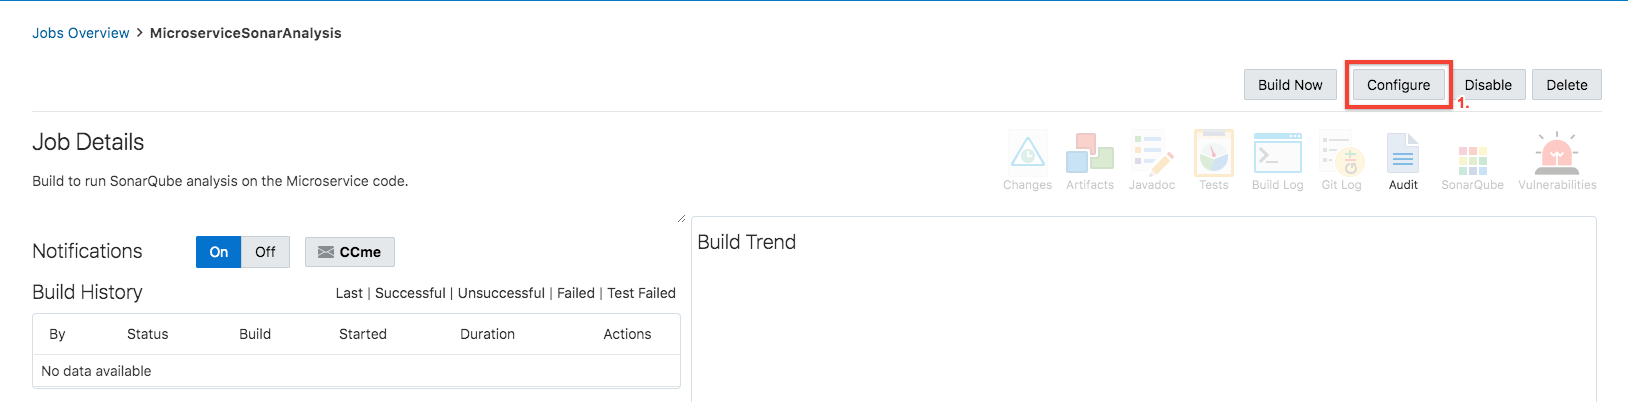 Jobs Overview > MicroserviceSonarAnalysis
Build Now Configure Disable Delete
1.
Job Details
Build to run SonarQube analysis on the Microservice code.
Changes Artifacts Javadoc Tests Build Log Git Log Audit SonarQube Vulnerabilities
Git
Notifications On Off CCme
Build Trend
Build History Last | Successful | Unsuccessful | Failed | Test Failed
By Status Build Started Duration Actions
No data available